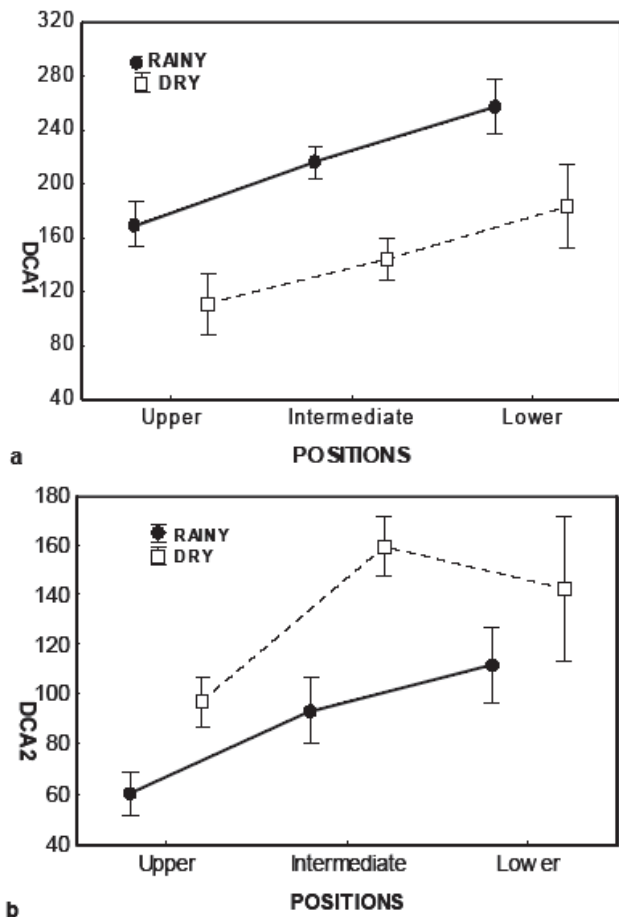 320
280
240
200
160
120
80
40
DCA1
RAINY
DRY
Upper Intermediate Lower
POSITIONS
a
180
160
140
120
100
80
60
40
DCA2
RAINY
DRY
Upper Intermediate Lower
POSITIONS
b